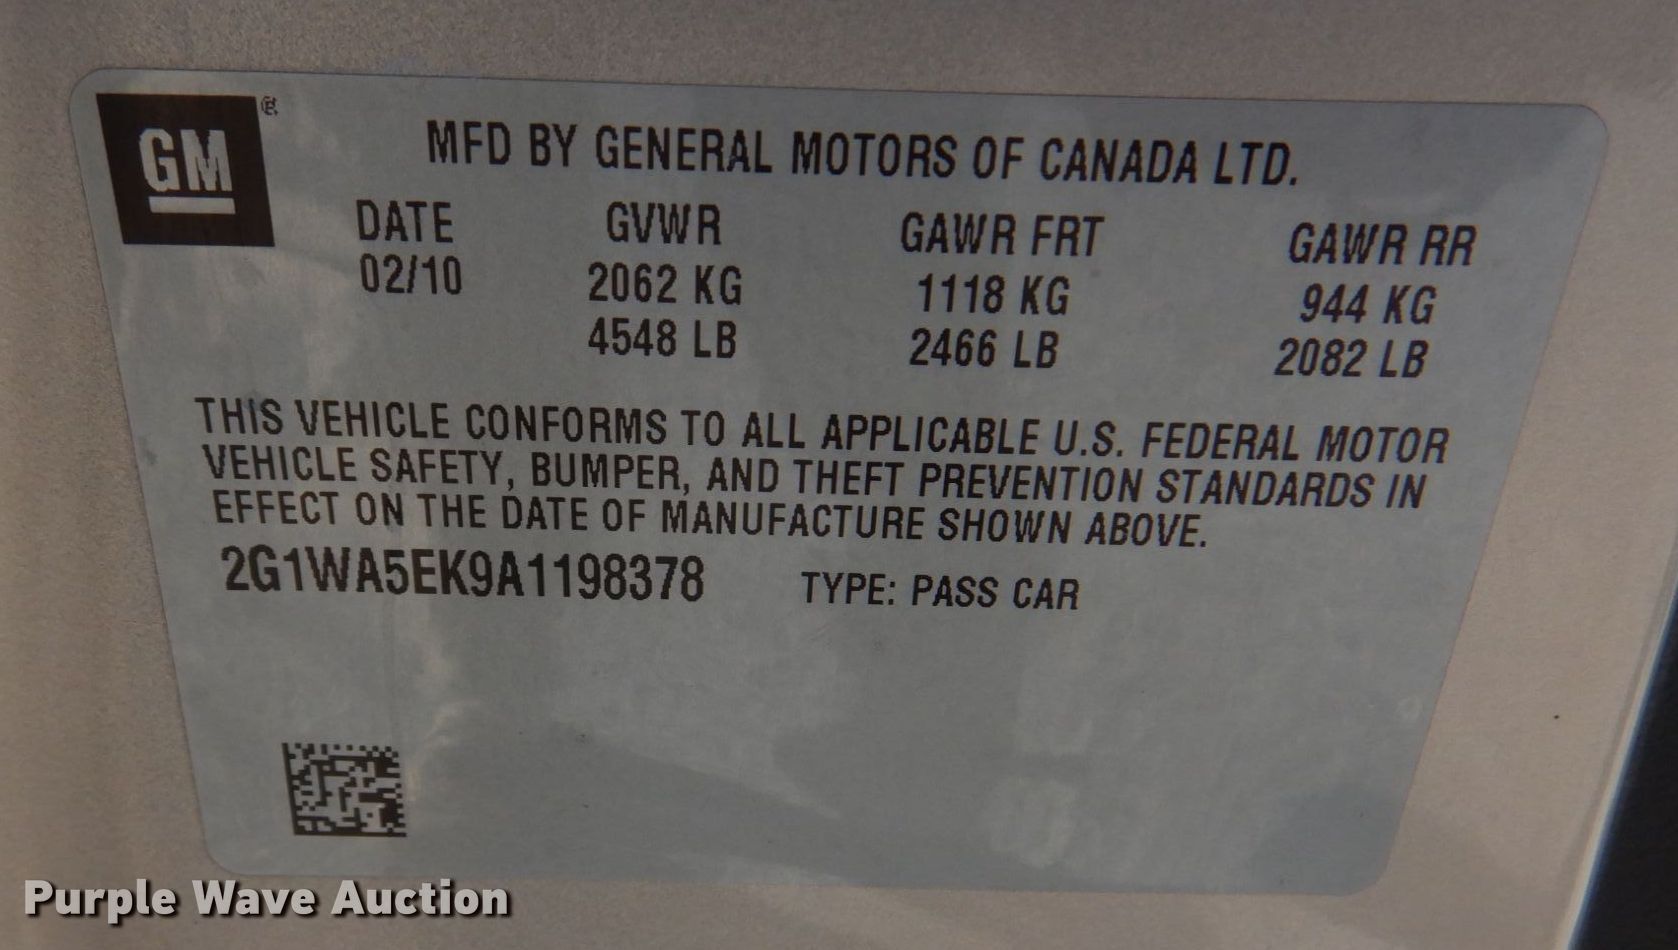 GM®
MFD BY GENERAL MOTORS OF CANADA LTD.
DATE GVWR GAWR FRT GAWR RR
02/10 2062 KG 1118 KG 944 KG
4548 LB 2466 LB 2082 LB
THIS VEHICLE CONFORMS TO ALL APPLICABLE U.S. FEDERAL MOTOR
VEHICLE SAFETY, BUMPER, AND THEFT PREVENTION STANDARDS IN
EFFECT ON THE DATE OF MANUFACTURE SHOWN ABOVE.
2G1WA5EK9A1198378 TYPE: PASS CAR
Purple Wave Auction